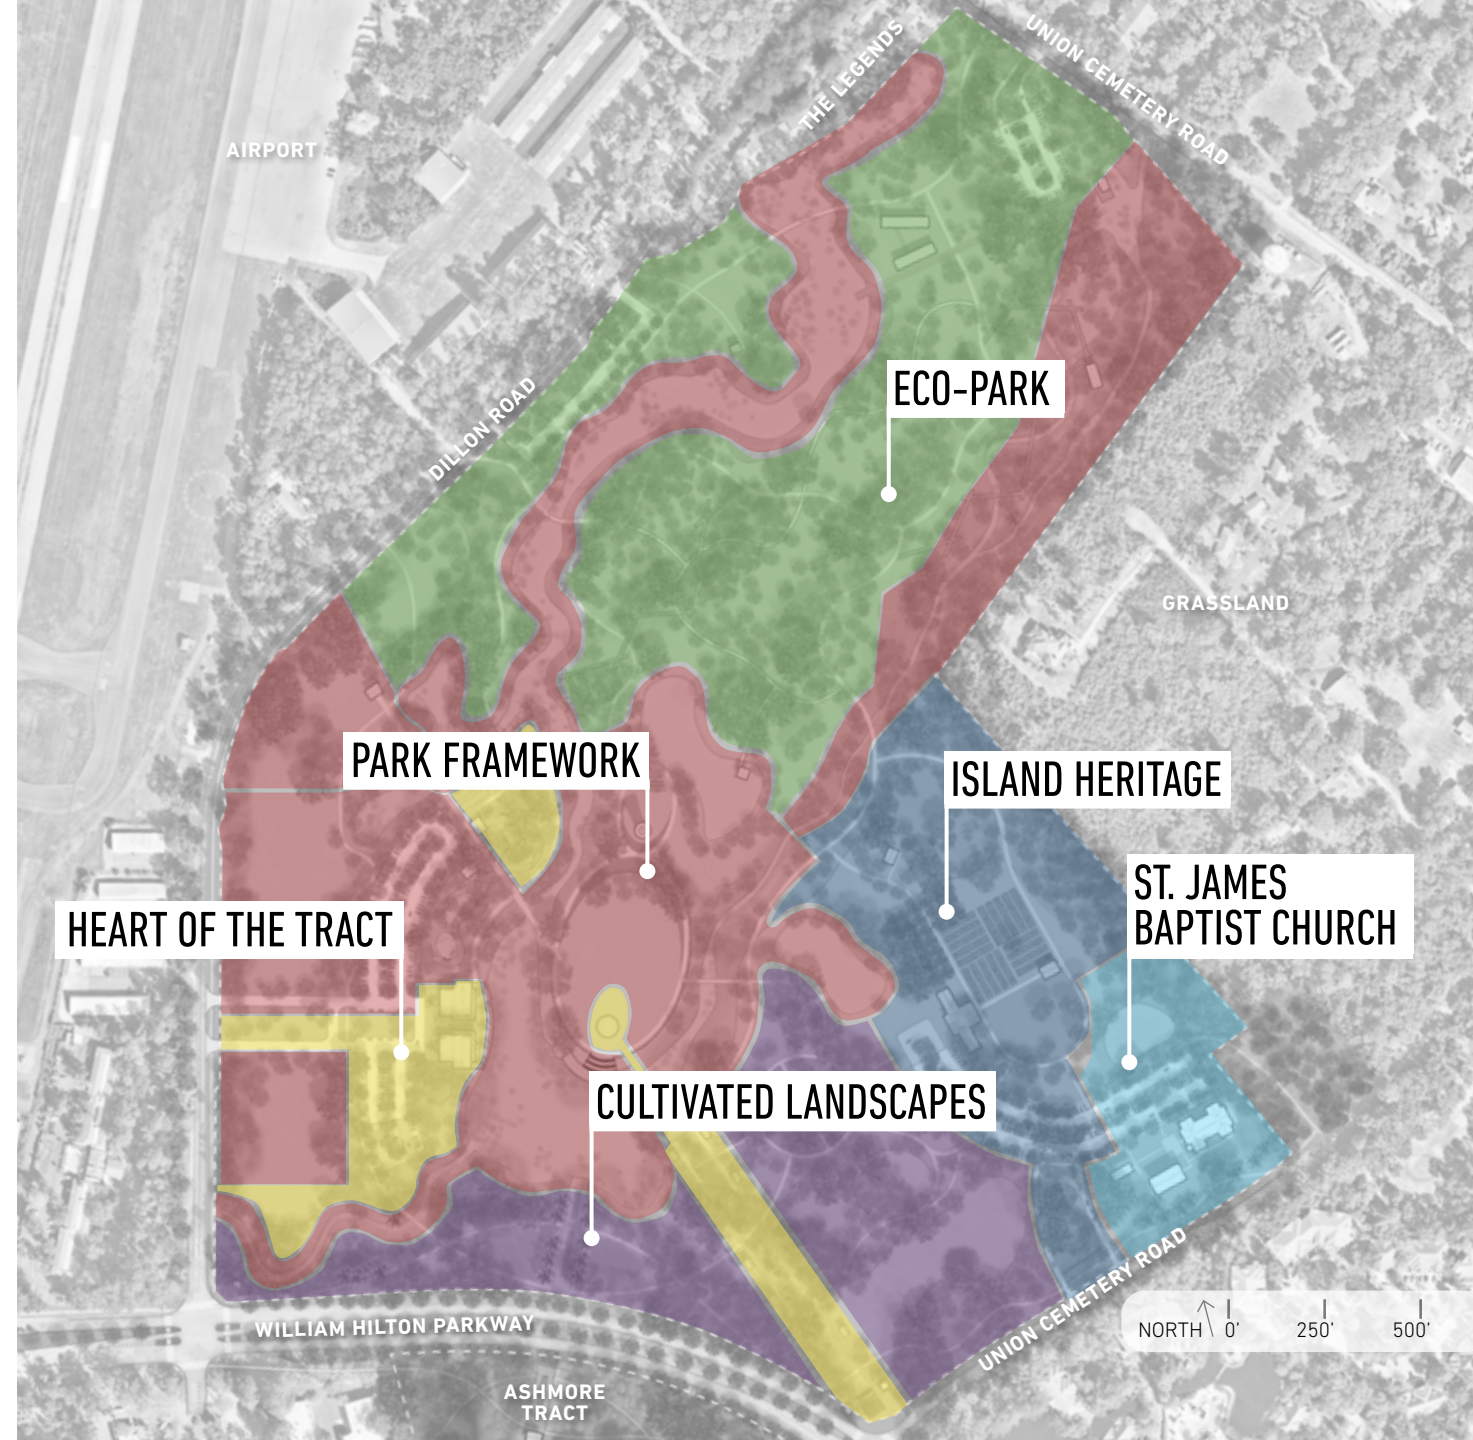 THE LEGENDS
UNION CEMETERY ROAD
AIRPORT
ECO-PARK
DILLON ROAD
GRASSLAND
PARK FRAMEWORK
ISLAND HERITAGE
ST. JAMES
BAPTIST CHURCH
HEART OF THE TRACT
CULTIVATED LANDSCAPES
UNION CEMETERY ROAD
WILLIAM HILTON PARKWAY
NORTH 0' 250' 500'
ASHMORE
TRACT